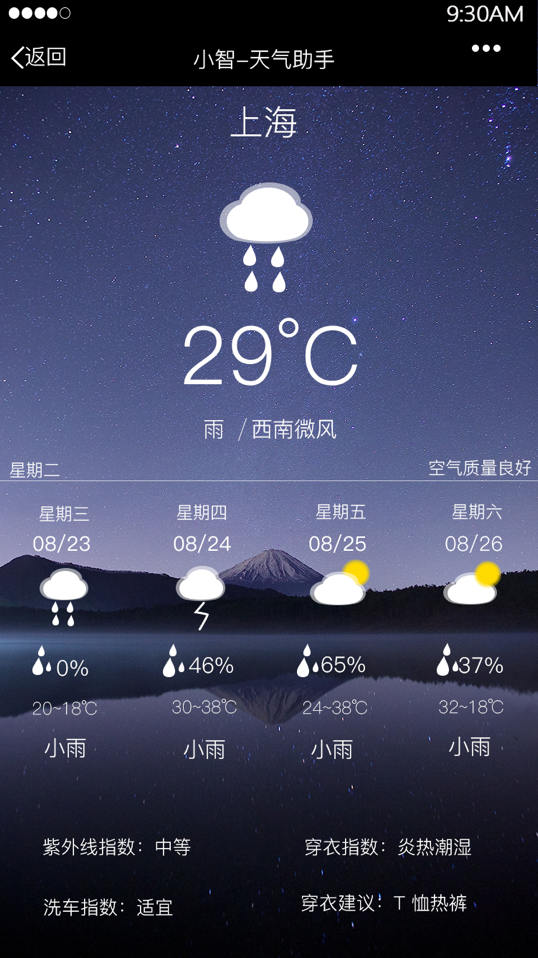 9:30AM
返回
小智-天气助手
上海
29°C
雨 / 西南微风
星期二
空气质量良好
星期三 星期四 星期五 星期六
08/23 08/24 08/25 08/26
0% 46% 65% 37%
20~18℃ 30~38℃ 24~38℃ 32~18℃
小雨 小雨 小雨 小雨
紫外线指数：中等 穿衣指数：炎热潮湿
洗车指数：适宜 穿衣建议：T 恤热裤